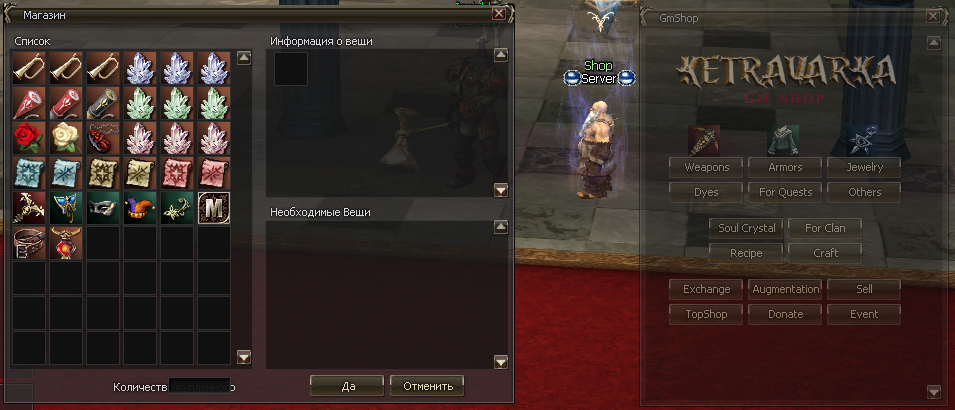 Магазин
Список
Информация о вещи
Необходимые Вещи
Количеств
Да
Отменить
Shop
Server
GmShop
KETRAWARKA
GM SHOP
Weapons
Armors
Jewelry
Dyes
For Quests
Others
Soul Crystal
For Clan
Recipe
Craft
Exchange
Augmentation
Sell
TopShop
Donate
Event
M